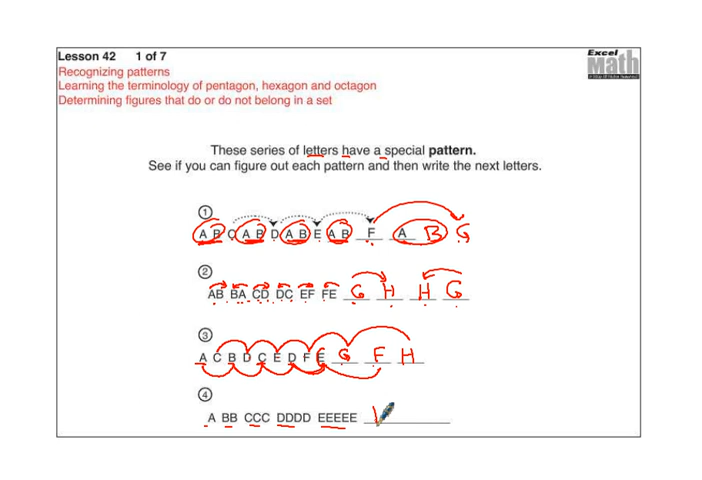 Lesson 42 1 of 7
Excel
Math
Recognizing patterns
Learning the terminology of pentagon, hexagon and octagon
Determining figures that do or do not belong in a set
These series of letters have a special pattern.
See if you can figure out each pattern and then write the next letters.
1
A B C A B D A B E A B F A B G
2
AB BA CD DC EF FE G H H G
3
A C B D C E D F E G F H
4
A BB CCC DDDD EEEEE